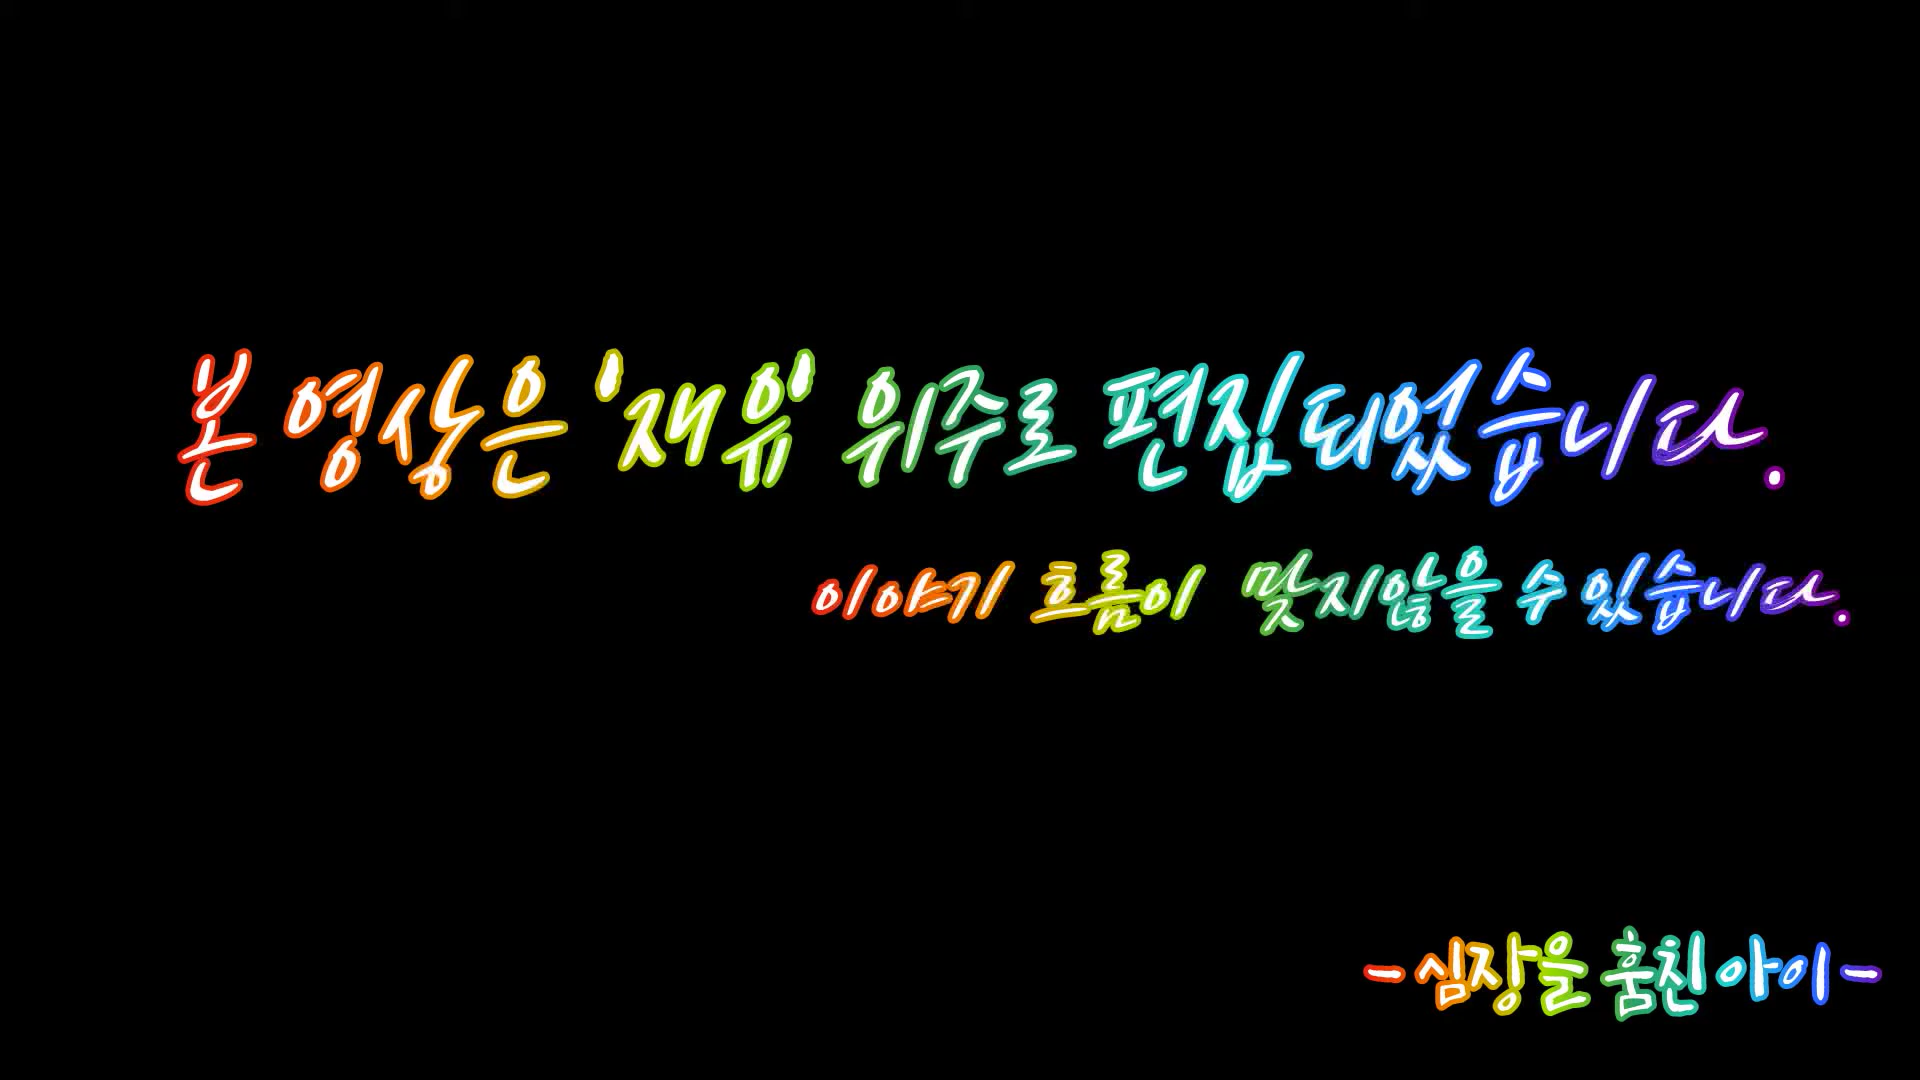 본 영상은 '재유' 위주로 편집되었습니다.
이야기 흐름이 맞지않을 수 있습니다.
-심장을 훔친 아이-